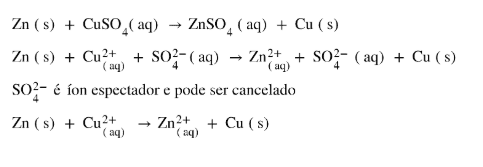 Zn ( s ) + CuSO₄( aq ) → ZnSO₄ ( aq ) + Cu ( s )
Zn ( s ) + Cu²⁺(aq) + SO₄²⁻ ( aq ) → Zn²⁺(aq) + SO₄²⁻ ( aq ) + Cu ( s )
SO₄²⁻ é íon espectador e pode ser cancelado
Zn ( s ) + Cu²⁺(aq) → Zn²⁺(aq) + Cu ( s )